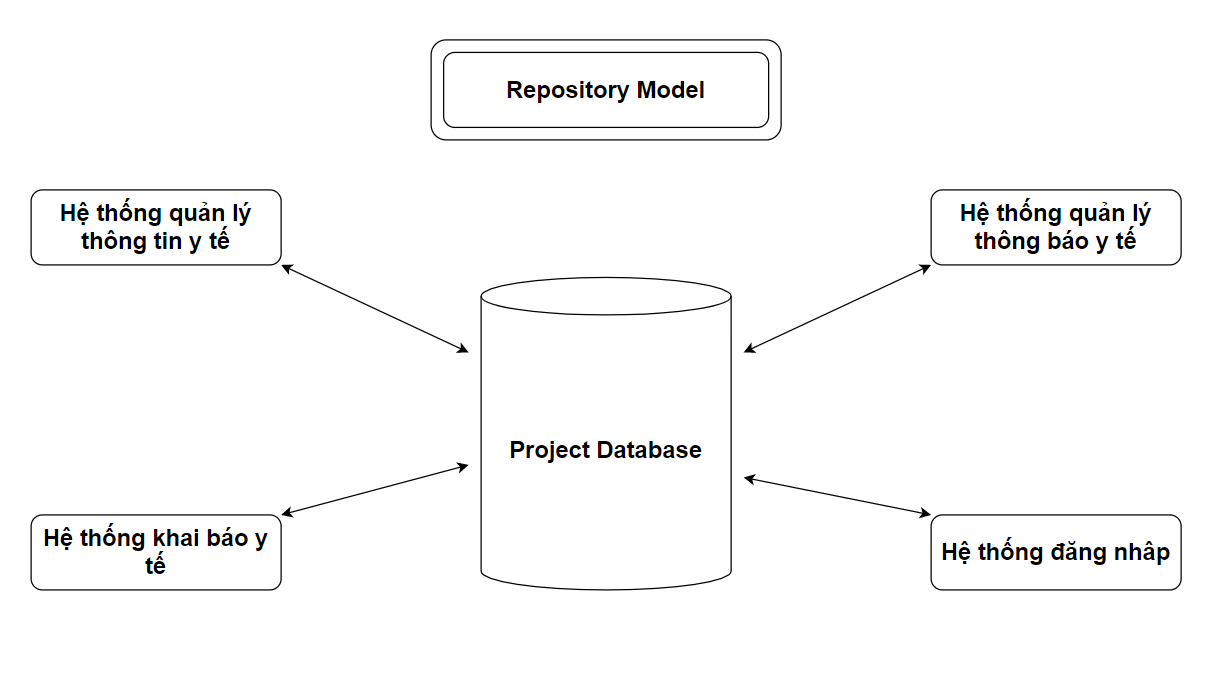 Repository Model
Hệ thống quản lý
thông tin y tế
Hệ thống quản lý
thông báo y tế
Project Database
Hệ thống khai báo y
tế
Hệ thống đăng nhâp